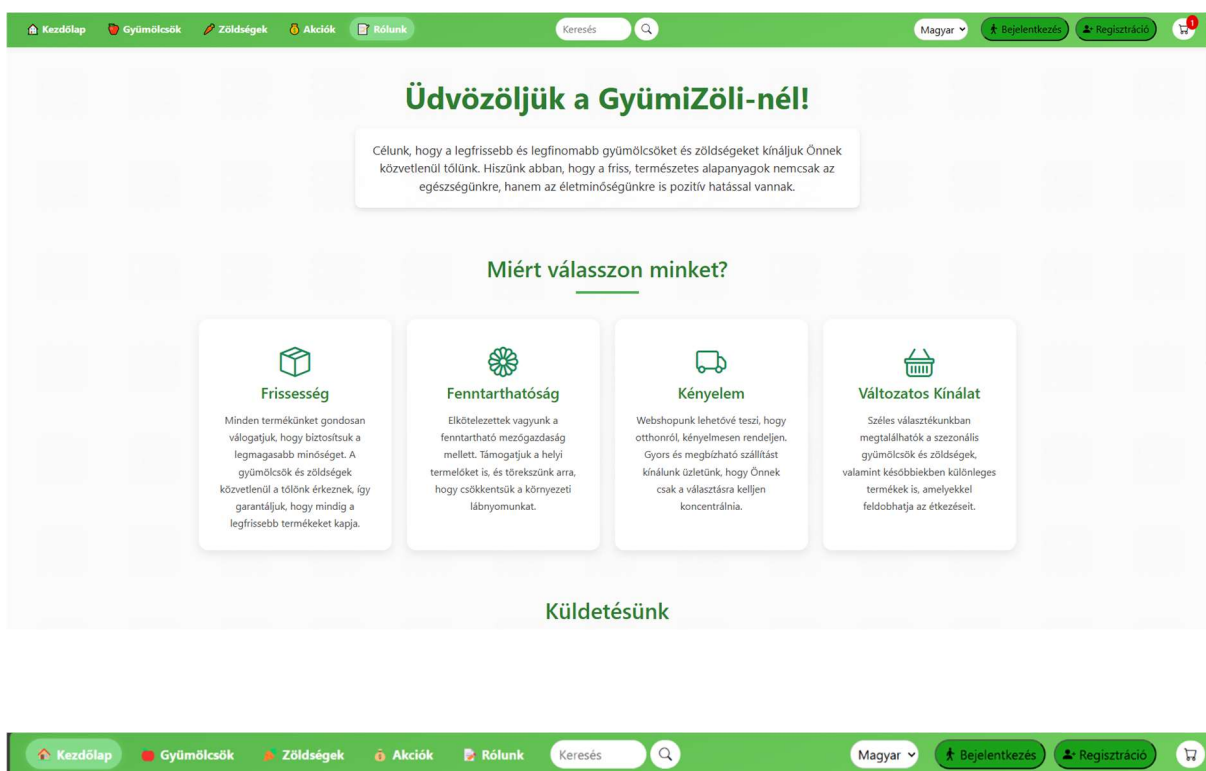 Kezdőlap Gyümölcsök Zöldségek Akciók Rólunk Keresés Magyar Bejelentkezés Regisztráció 1
Üdvözöljük a GyümiZöli-nél!
Célunk, hogy a legfrissebb és legfinomabb gyümölcsöket és zöldségeket kínáljuk Önnek
közvetlenül tőlünk. Hiszünk abban, hogy a friss, természetes alapanyagok nemcsak az
egészségünkre, hanem az életminőségünkre is pozitív hatással vannak.
Miért válasszon minket?
Frissesség
Minden termékünket gondosan
válogatjuk, hogy biztosítsuk a
legmagasabb minőséget. A
gyümölcsök és zöldségek
közvetlenül a tőlőnk érkeznek, így
garantáljuk, hogy mindig a
legfrissebb termékeket kapja.
Fenntarthatóság
Elkötelezettek vagyunk a
fenntartható mezőgazdaság
mellett. Támogatjuk a helyi
termelőket is, és törekszünk arra,
hogy csökkentsük a környezeti
lábnyomunkat.
Kényelem
Webshopunk lehetővé teszi, hogy
otthonról, kényelmesen rendeljen.
Gyors és megbízható szállítást
kínálunk üzletünk, hogy Önnek
csak a választásra kelljen
koncentrálnia.
Változatos Kínálat
Széles választékunkban
megtalálhatók a szezonális
gyümölcsök és zöldségek,
valamint későbbiekben különleges
termékek is, amelyekkel
feldobhatja az étkezéseit.
Küldetésünk
Kezdőlap Gyümölcsök Zöldségek Akciók Rólunk Keresés Magyar Bejelentkezés Regisztráció